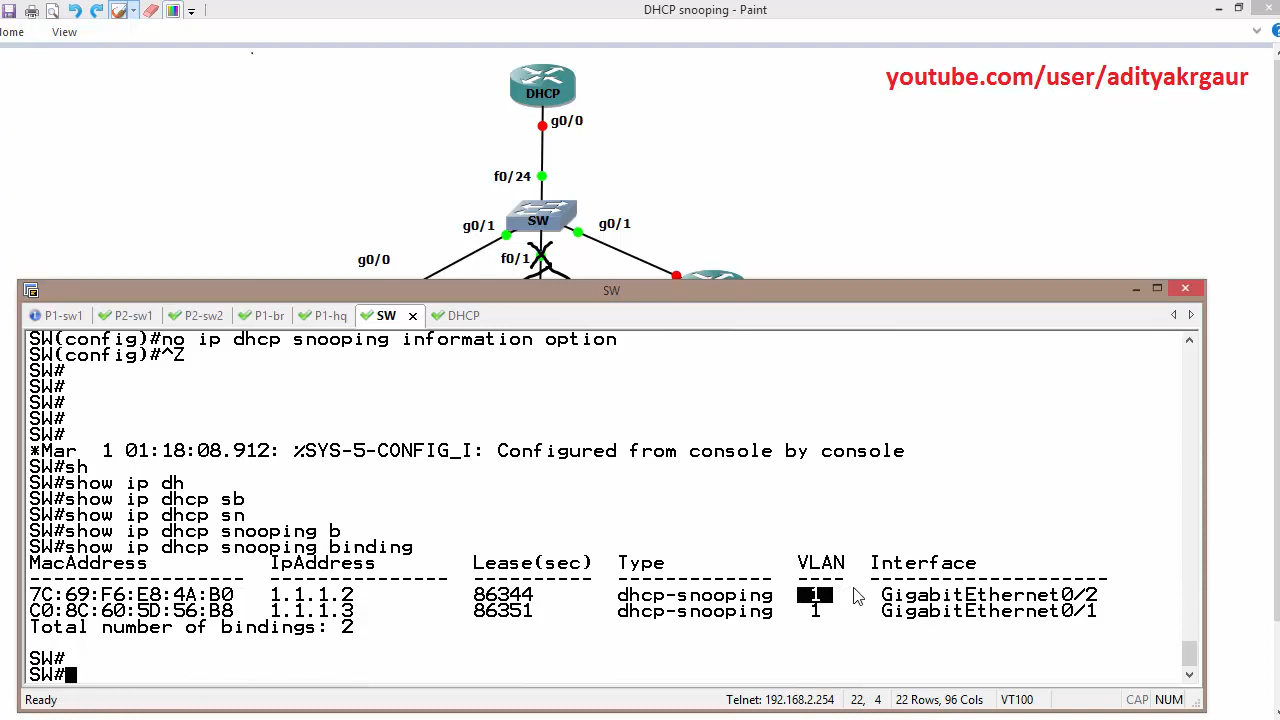 DHCP snooping - Paint
ome View
youtube.com/user/adityakrgaur
DHCP
g0/0
f0/24
g0/1 SW g0/1
g0/0 f0/1
SW
P1-sw1 P2-sw1 P2-sw2 P1-br P1-hq SW DHCP
SW(config)#no ip dhcp snooping information option
SW(config)#^Z
SW#
SW#
SW#
SW#
SW#
*Mar  1 01:18:08.912: %SYS-5-CONFIG_I: Configured from console by console
SW#sh
SW#show ip dh
SW#show ip dhcp sb
SW#show ip dhcp sn
SW#show ip dhcp snooping b
SW#show ip dhcp snooping binding
MacAddress IpAddress Lease(sec) Type VLAN Interface
------------------ --------------- ---------- ------------- ---- --------------------
7C:69:F6:E8:4A:B0 1.1.1.2 86344 dhcp-snooping 1 GigabitEthernet0/2
C0:8C:60:5D:56:B8 1.1.1.3 86351 dhcp-snooping 1 GigabitEthernet0/1
Total number of bindings: 2
SW#
SW#
Ready Telnet: 192.168.2.254 22, 4 22 Rows, 96 Cols VT100 CAP NUM